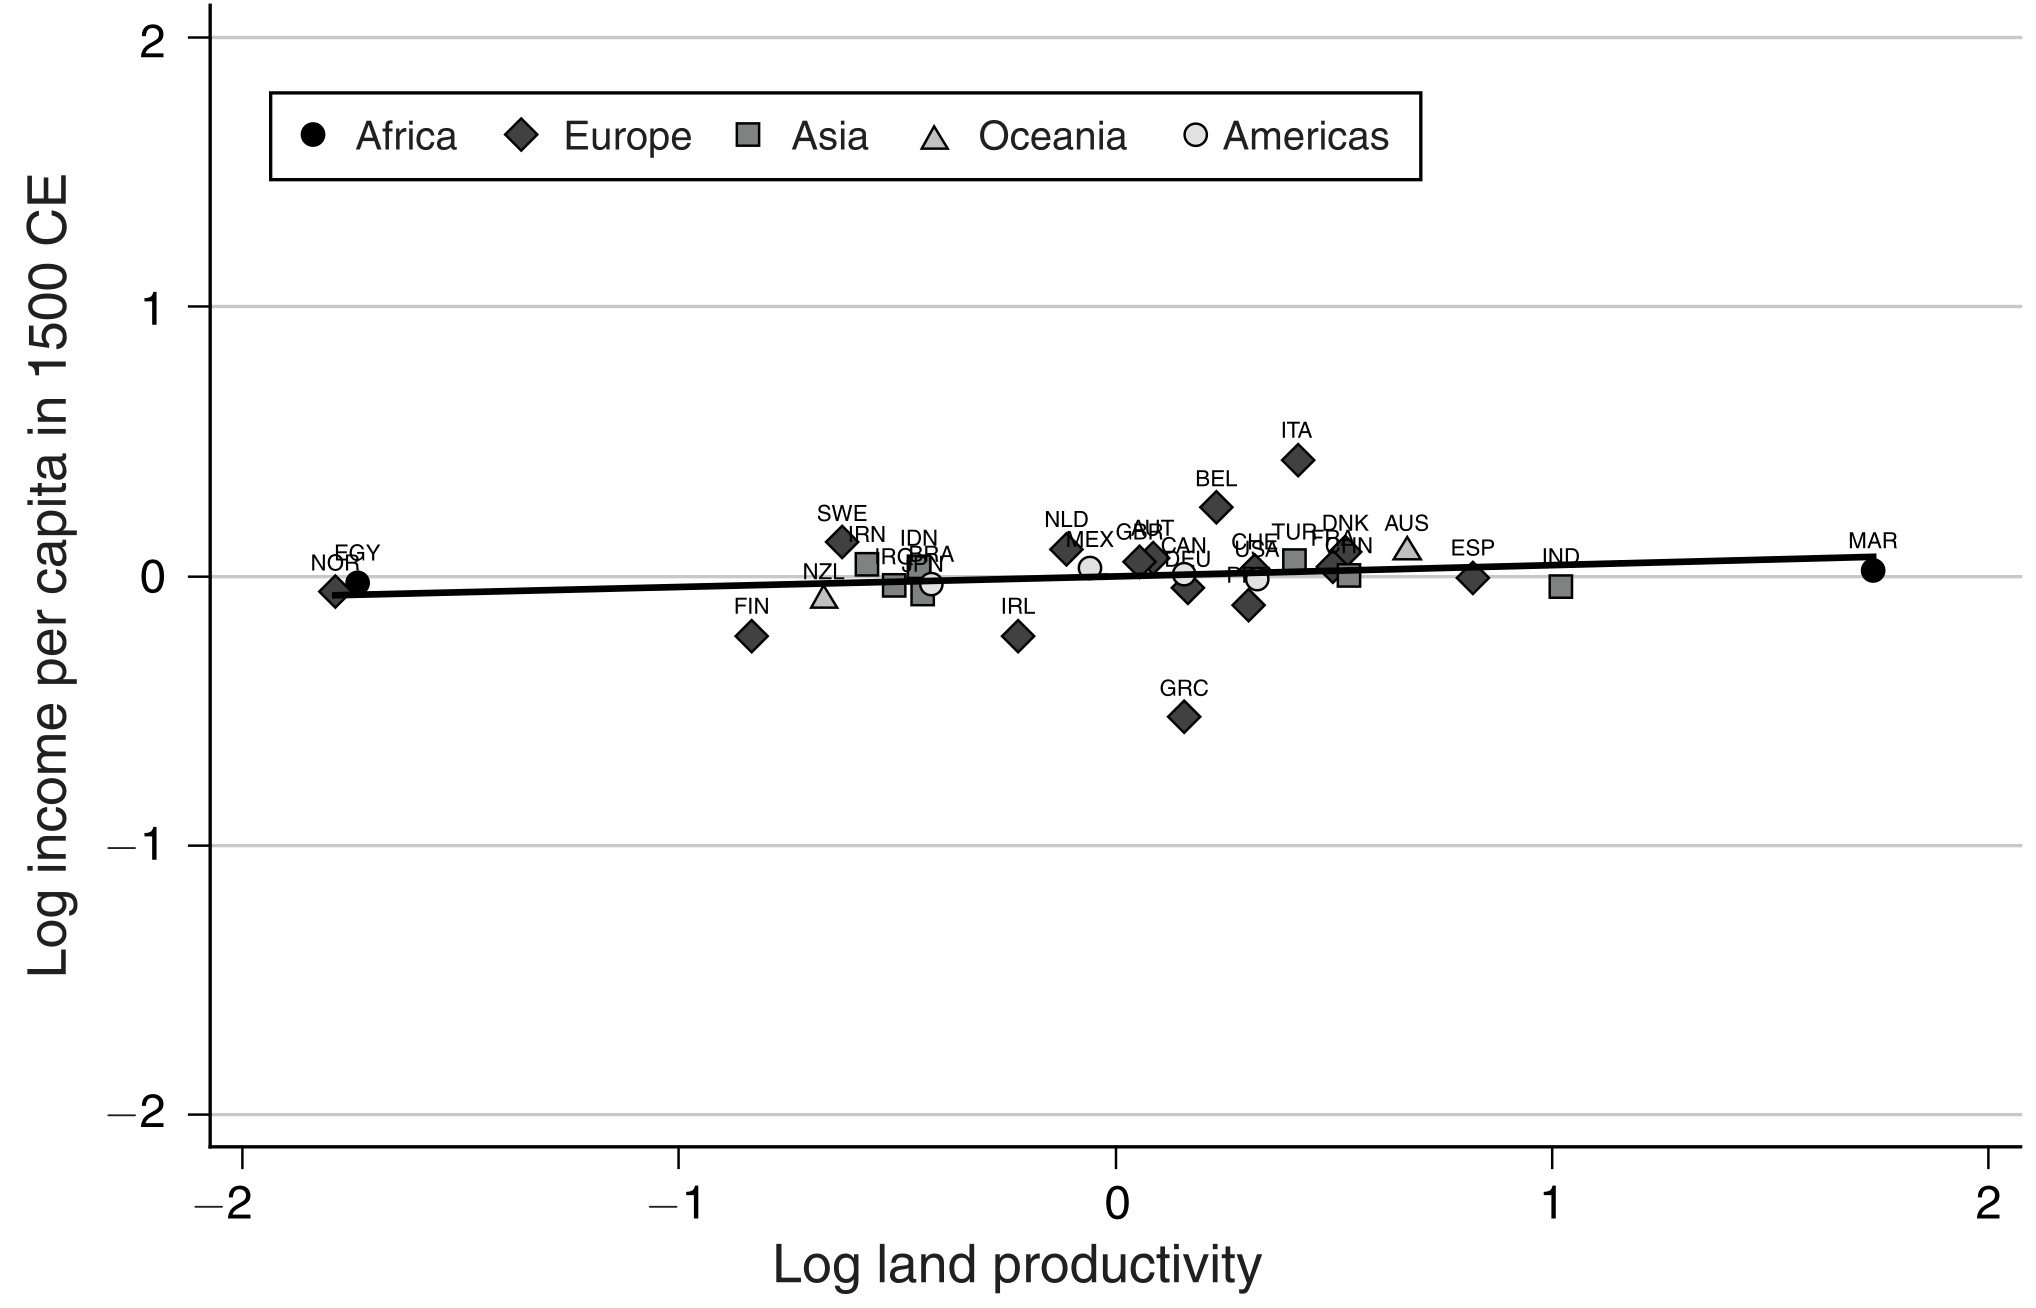 2
Africa Europe Asia Oceania Americas
Log income per capita in 1500 CE
1
ITA
BEL
SWE
NLD
DNK
AUS
IRN
IDN
MEX
GBR
AUT
CAN
CHE
TUR
FRA
CHN
ESP
MAR
NOR
EGY
IRQ
BRA
JPN
DEU
USA
IND
0
NZL
FIN
IRL
GRC
–1
–2
–2 –1 0 1 2
Log land productivity